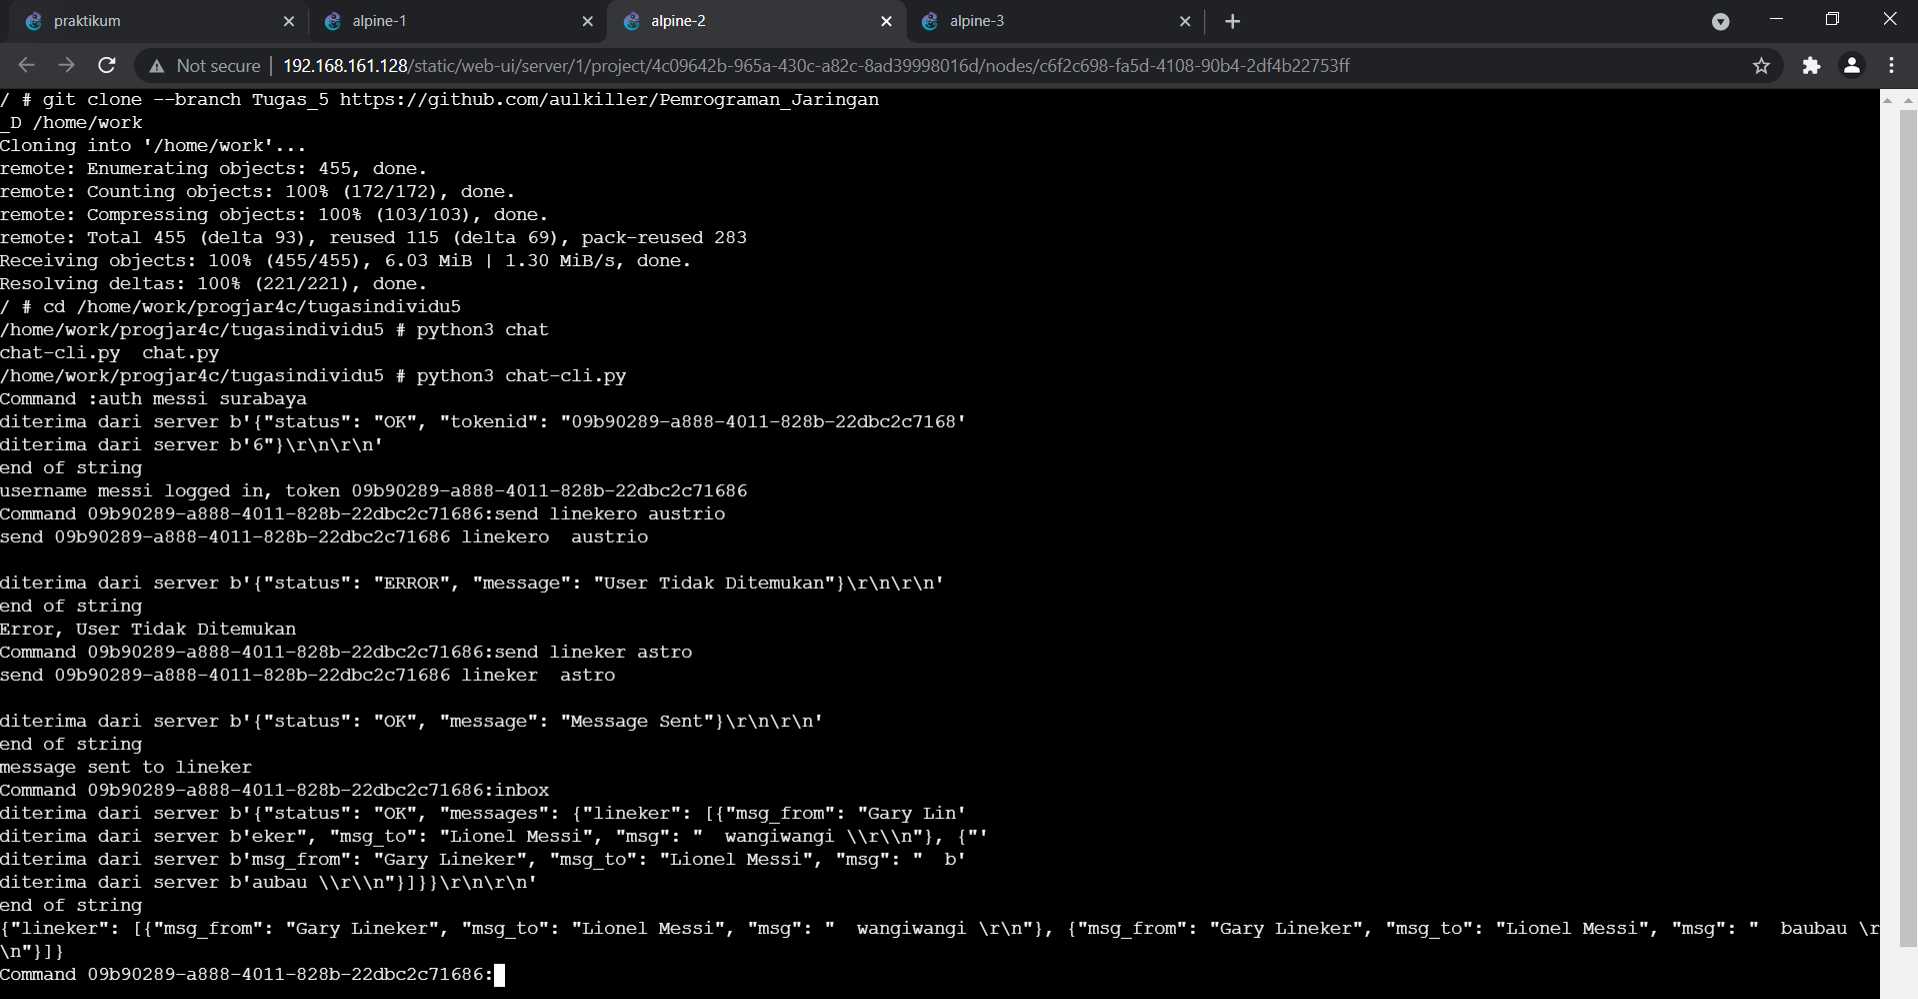 praktikum
alpine-1
alpine-2
alpine-3
Not secure | 192.168.161.128/static/web-ui/server/1/project/4c09642b-965a-430c-a82c-8ad39998016d/nodes/c6f2c698-fa5d-4108-90b4-2df4b22753ff
/ # git clone --branch Tugas_5 https://github.com/aulkiller/Pemrograman_Jaringan
_D /home/work
Cloning into '/home/work'...
remote: Enumerating objects: 455, done.
remote: Counting objects: 100% (172/172), done.
remote: Compressing objects: 100% (103/103), done.
remote: Total 455 (delta 93), reused 115 (delta 69), pack-reused 283
Receiving objects: 100% (455/455), 6.03 MiB | 1.30 MiB/s, done.
Resolving deltas: 100% (221/221), done.
/ # cd /home/work/progjar4c/tugasindividu5
/home/work/progjar4c/tugasindividu5 # python3 chat
chat-cli.py  chat.py
/home/work/progjar4c/tugasindividu5 # python3 chat-cli.py
Command :auth messi surabaya
diterima dari server b'{"status": "OK", "tokenid": "09b90289-a888-4011-828b-22dbc2c7168'
diterima dari server b'6"}\r\n\r\n'
end of string
username messi logged in, token 09b90289-a888-4011-828b-22dbc2c71686
Command 09b90289-a888-4011-828b-22dbc2c71686:send linekero austrio
send 09b90289-a888-4011-828b-22dbc2c71686 linekero  austrio
diterima dari server b'{"status": "ERROR", "message": "User Tidak Ditemukan"}\r\n\r\n'
end of string
Error, User Tidak Ditemukan
Command 09b90289-a888-4011-828b-22dbc2c71686:send lineker astro
send 09b90289-a888-4011-828b-22dbc2c71686 lineker  astro
diterima dari server b'{"status": "OK", "message": "Message Sent"}\r\n\r\n'
end of string
message sent to lineker
Command 09b90289-a888-4011-828b-22dbc2c71686:inbox
diterima dari server b'{"status": "OK", "messages": {"lineker": [{"msg_from": "Gary Lin'
diterima dari server b'eker", "msg_to": "Lionel Messi", "msg": "  wangiwangi \\r\\n"}, {"'
diterima dari server b'msg_from": "Gary Lineker", "msg_to": "Lionel Messi", "msg": "  b'
diterima dari server b'aubau \\r\\n"}]}}\r\n\r\n'
end of string
{"lineker": [{"msg_from": "Gary Lineker", "msg_to": "Lionel Messi", "msg": "  wangiwangi \r\n"}, {"msg_from": "Gary Lineker", "msg_to": "Lionel Messi", "msg": "  baubau \r
\n"}]}
Command 09b90289-a888-4011-828b-22dbc2c71686: